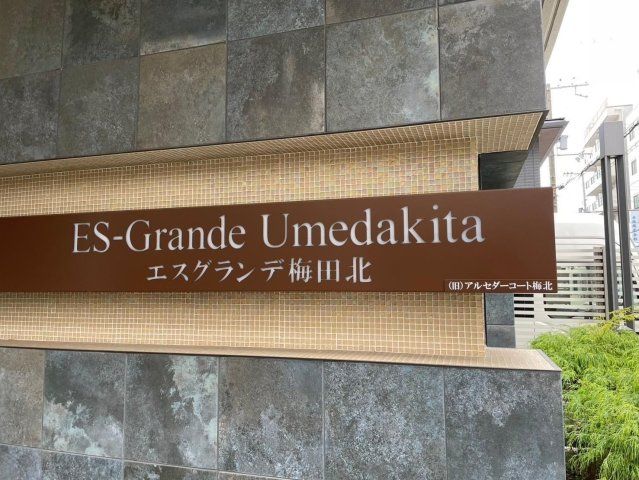 ES-Grande Umedakita
エスグランデ梅田北
(旧)アルセダーコート梅北